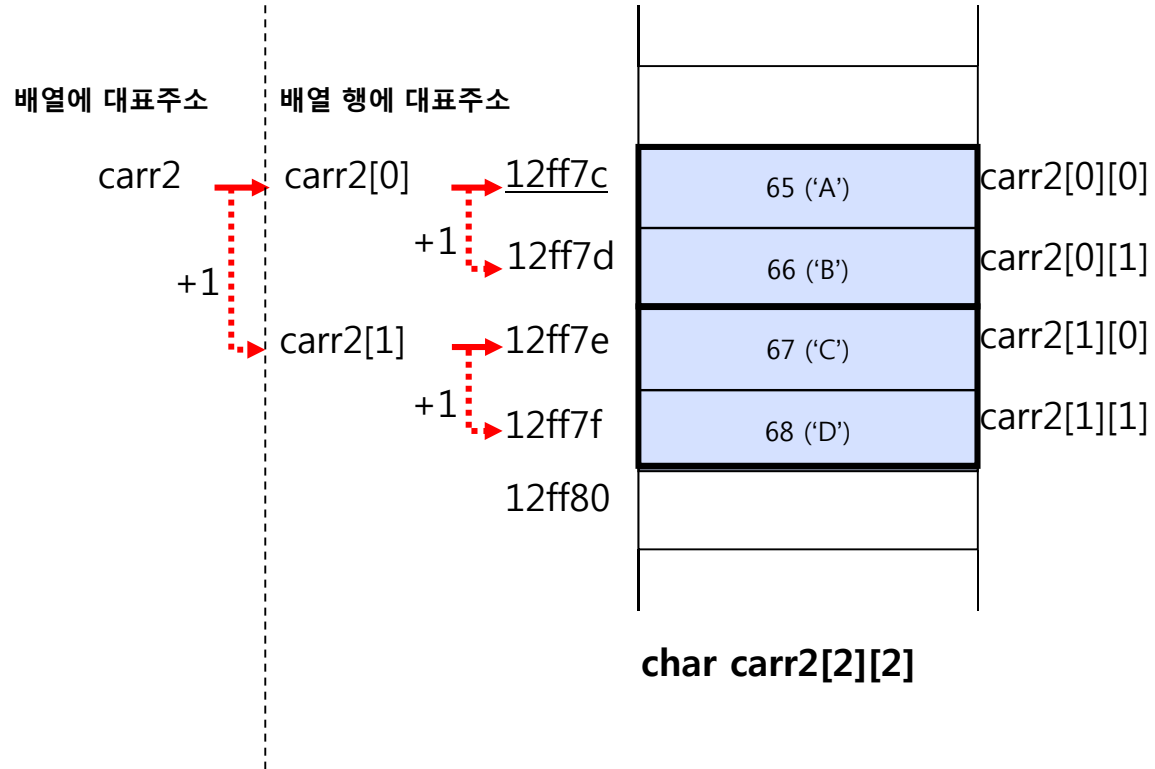 배열에 대표주소 배열 행에 대표주소
carr2 carr2[0] 12ff7c 65 (‘A’) carr2[0][0]
+1 12ff7d 66 (‘B’) carr2[0][1]
+1
carr2[1] 12ff7e 67 (‘C’) carr2[1][0]
+1 12ff7f 68 (‘D’) carr2[1][1]
12ff80
char carr2[2][2]